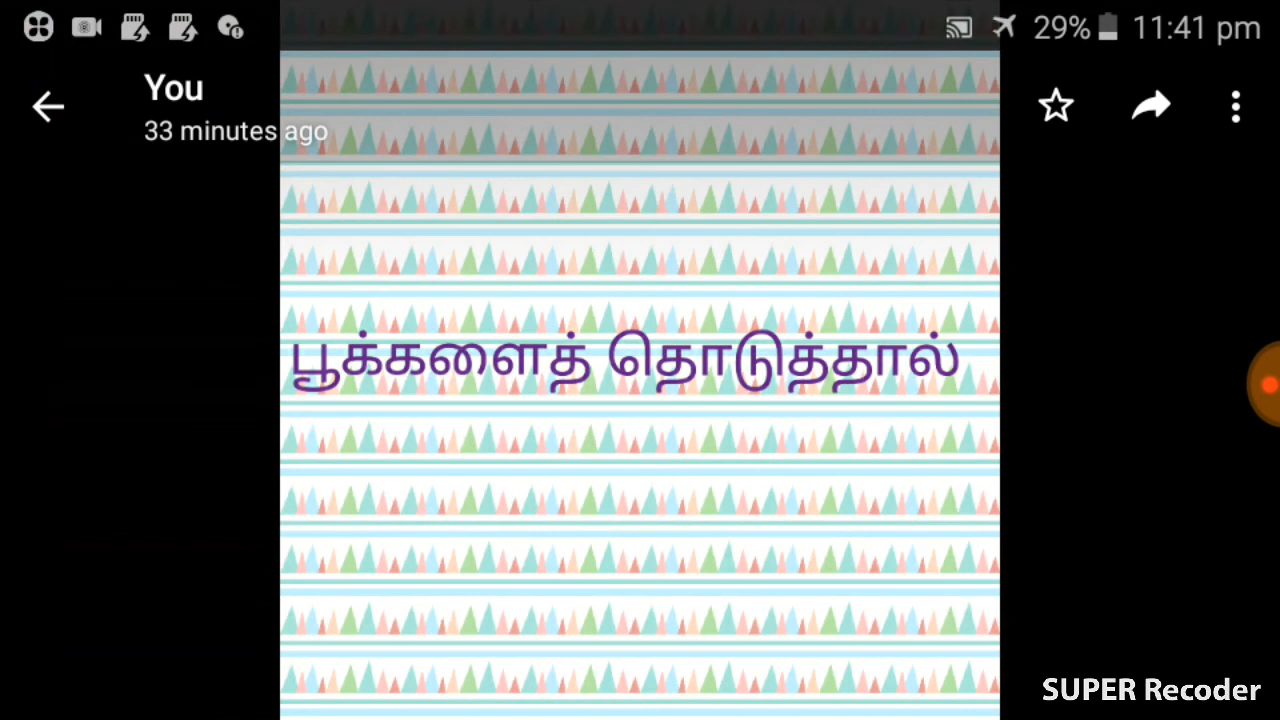 29% 11:41 pm
You
33 minutes ago
பூக்களைத் தொடுத்தால்
SUPER Recoder